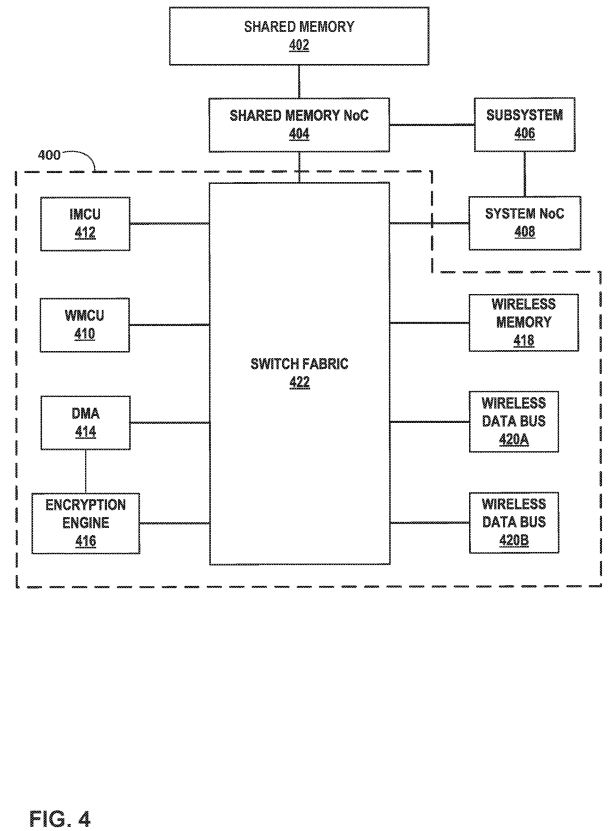 SHARED MEMORY
402
SHARED MEMORY NoC
404
SUBSYSTEM
406
400
IMCU
412
SYSTEM NoC
408
WMCU
410
WIRELESS
MEMORY
418
SWITCH FABRIC
422
DMA
414
WIRELESS
DATA BUS
420A
ENCRYPTION
ENGINE
416
WIRELESS
DATA BUS
420B
FIG. 4